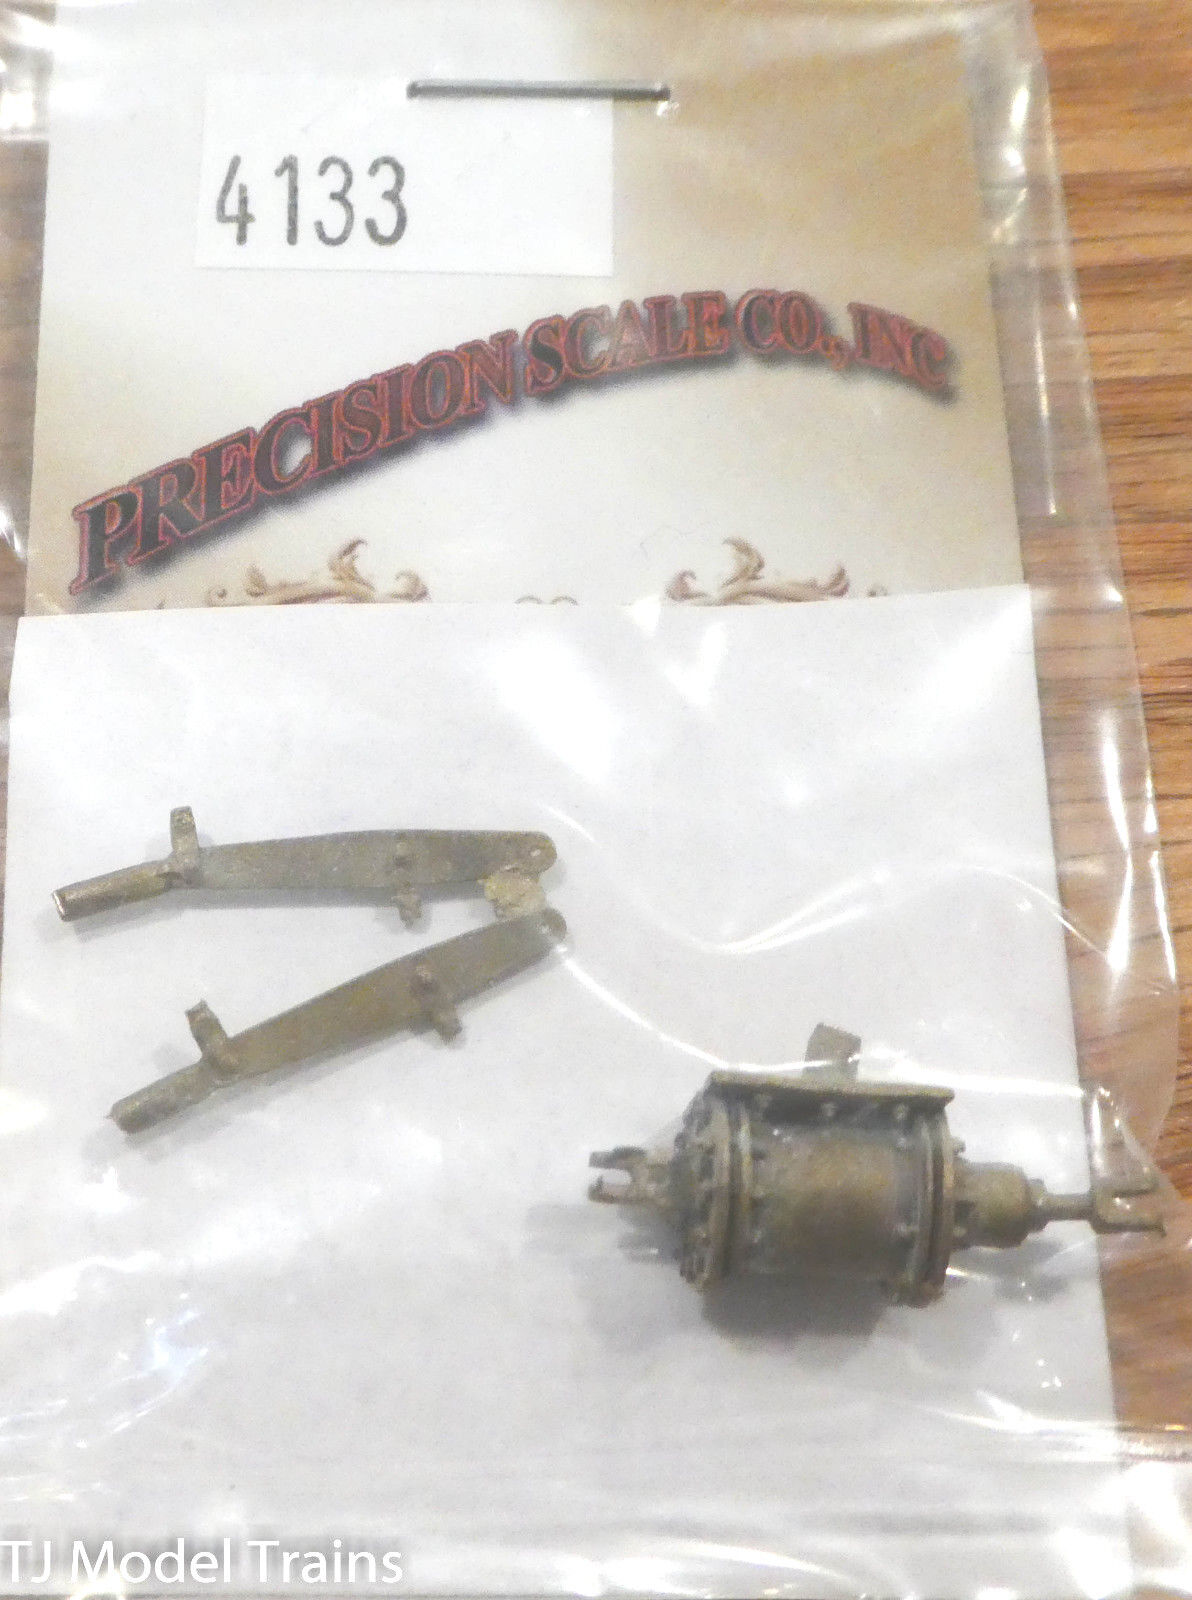 4133
PRECISION SCALE CO., INC
TJ Model Trains